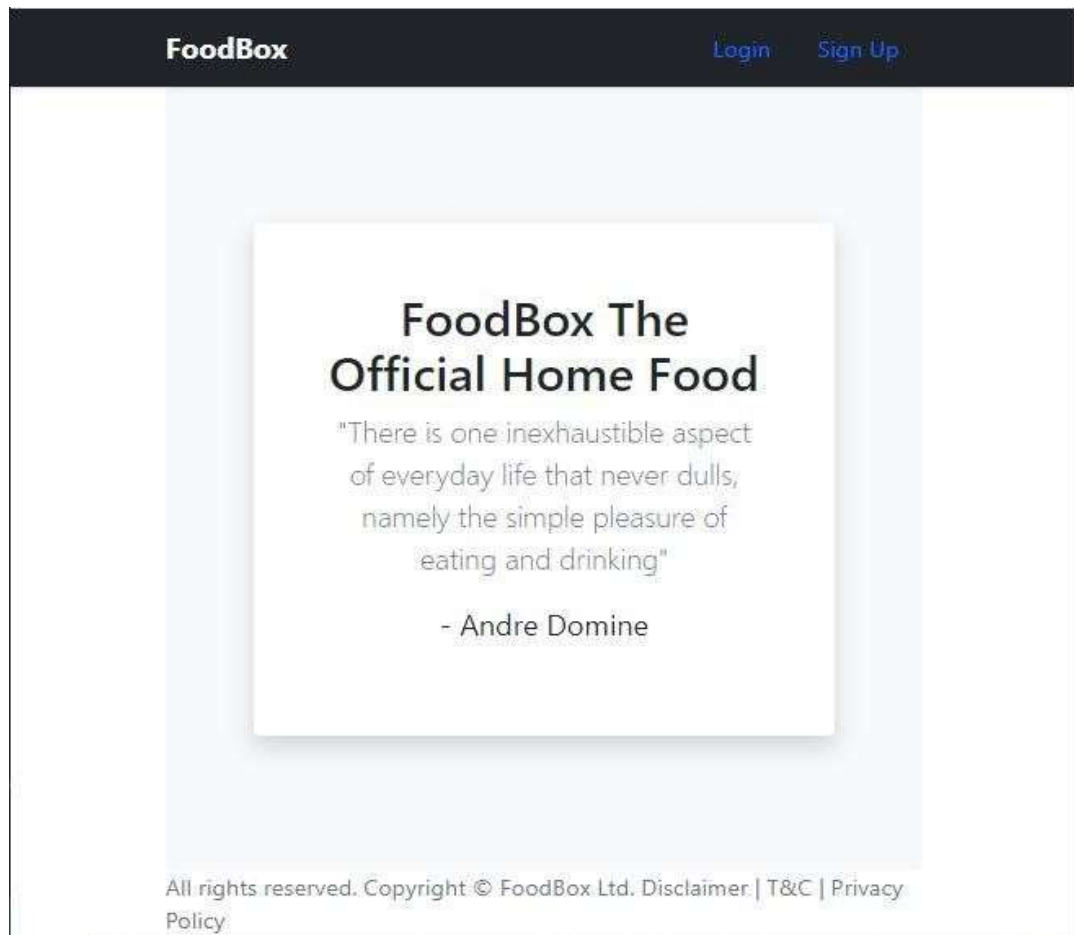 FoodBox Login Sign Up
FoodBox The
Official Home Food
"There is one inexhaustible aspect
of everyday life that never dulls,
namely the simple pleasure of
eating and drinking"
- Andre Domine
All rights reserved. Copyright © FoodBox Ltd. Disclaimer | T&C | Privacy
Policy